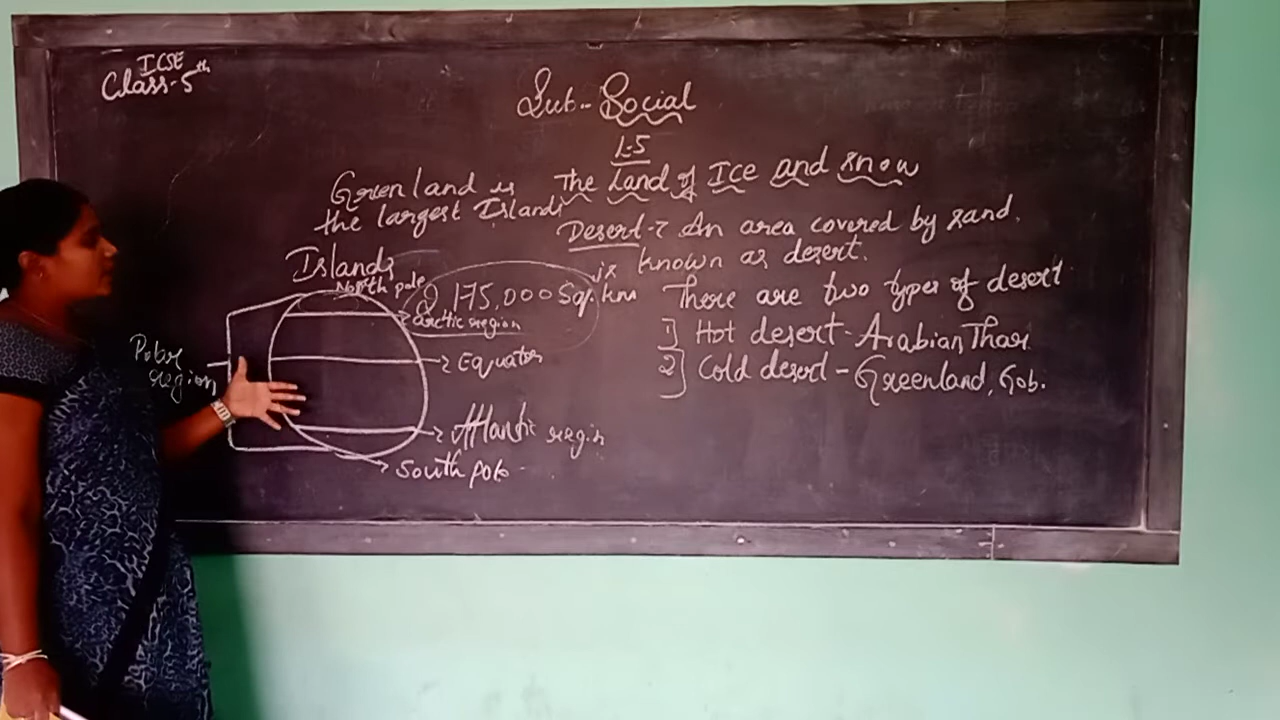 ICSE
Class-5th
Sub-Social
L-5
The Land of Ice and snow
Greenland is
the largest Islands
Desert-? An area covered by sand.
is known as desert.
There are two types of desert
1] Hot desert-Arabian Thar
2] Cold desert-Greenland, Gob.
Islands
North pole
2,175,000 Sq. km
arctic region
Equator
Polar
region
Atlantic regin
South pole